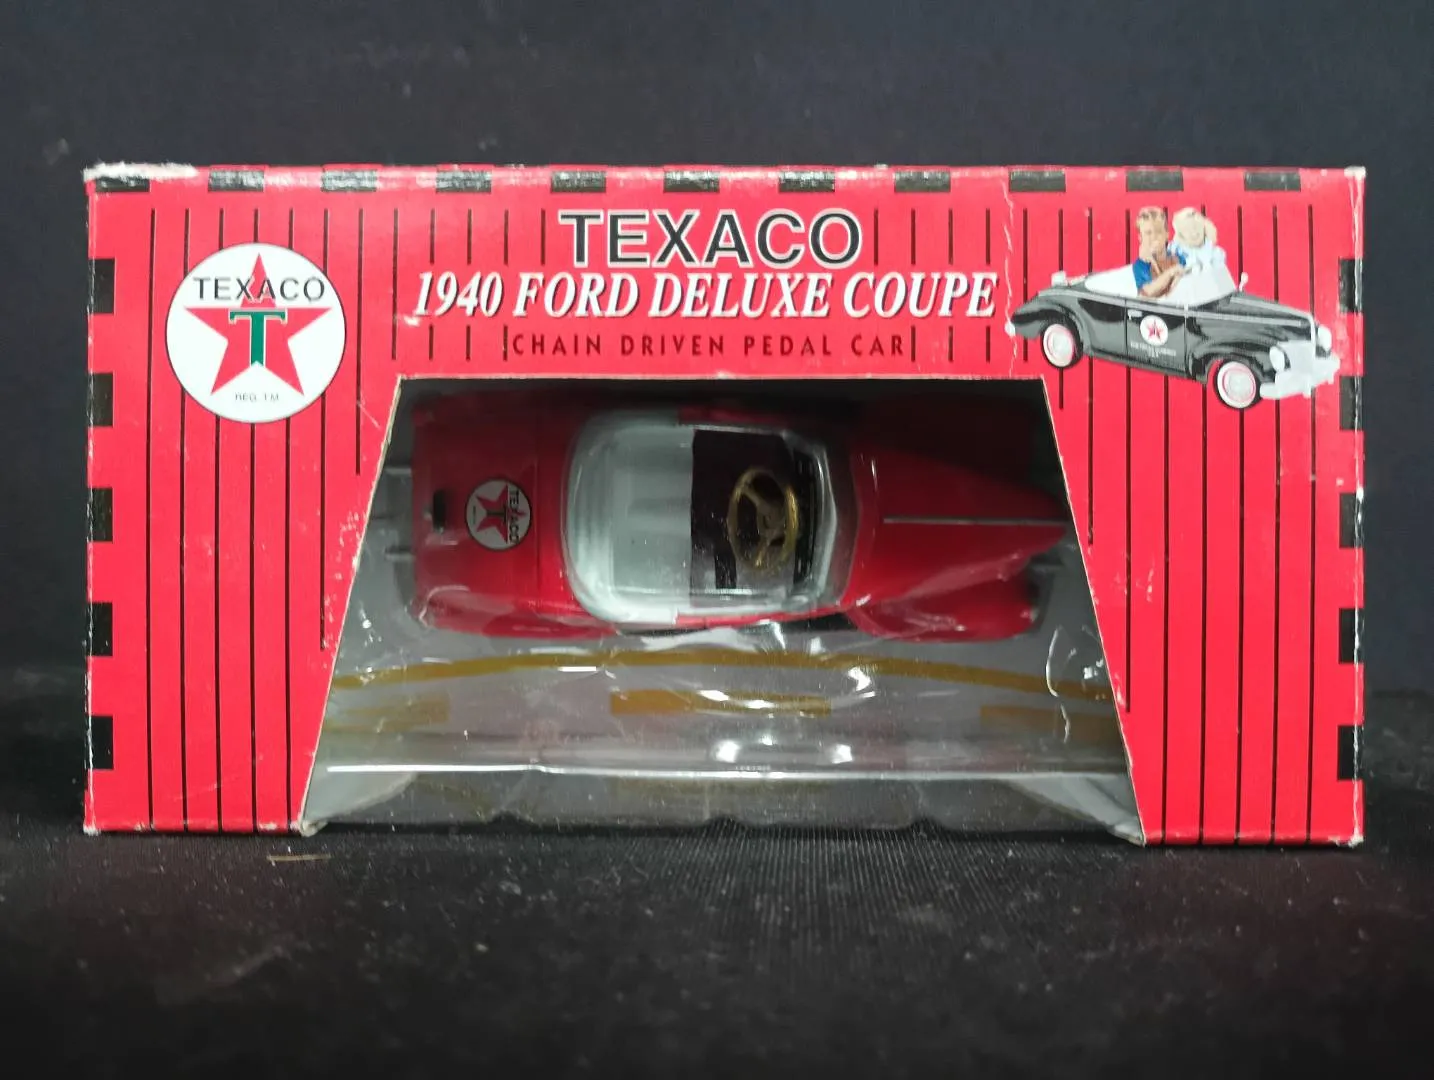 TEXACO
1940 FORD DELUXE COUPE
CHAIN DRIVEN PEDAL CAR
TEXACO
T
REG. T.M.
TEXACO
T